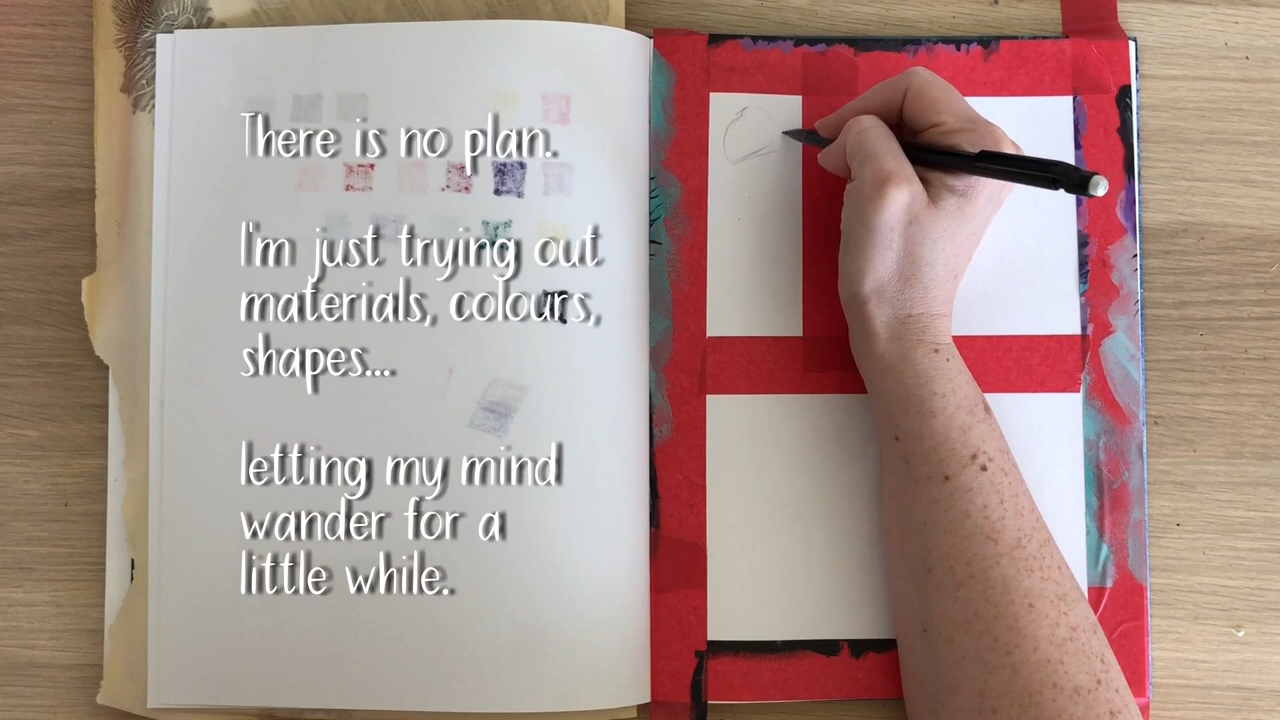 There is no plan.
I'm just trying out
materials, colours,
shapes...
letting my mind
wander for a
little while.